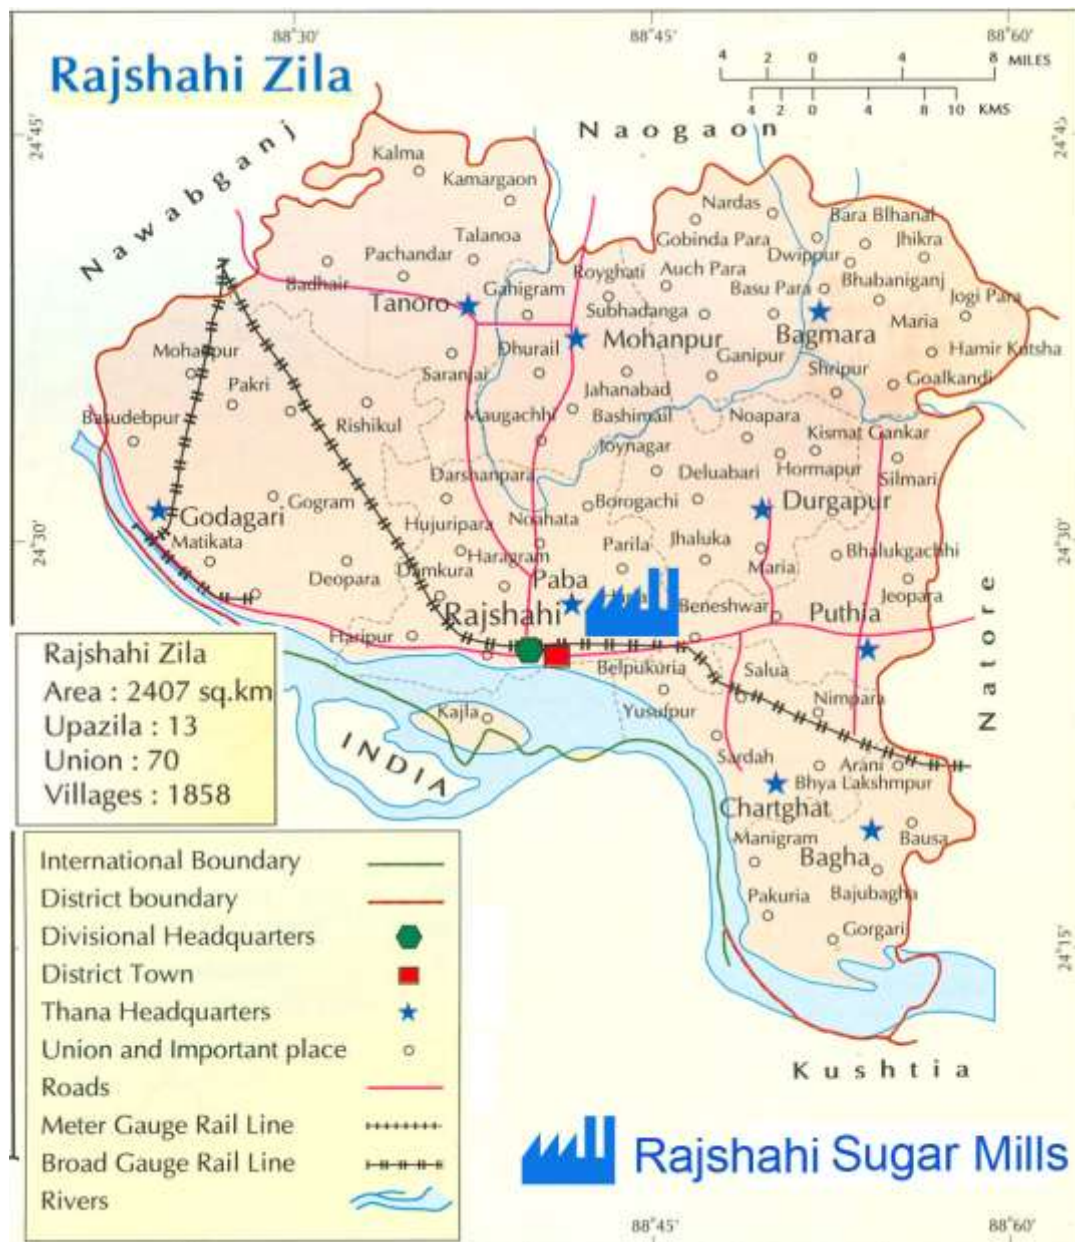 88°30'
88°45'
88°60'
Rajshahi Zila
4 2 0 4 8 MILES
4 2 0 4 8 10 KMS
24°45'
24°45'
Naogaon
Nawabganj
Kalma
Kamargaon
Nardas
Bara Blhanal
Talanoa
Gobinda Para
Jhikra
Pachandar
Dwippur
Royghati
Auch Para
Bhabaniganj
Badhair
Gahigram
Basu Para
Jogi Para
Tanoro
Subhadanga
Maria
Bagmara
Mohanpur
Dhurail
Hamir Kutsha
Mohanpur
Ganipur
Saranjai
Shripur
Goalkandi
Pakri
Jahanabad
Basudebpur
Rishikul
Maugachhi
Bashimail
Noapara
Kismat Gankar
Joynagar
Darshanpara
Deluabari
Hormapur
Silmari
Gogram
Borogachi
Durgapur
Godagari
Hujuripara
Noahata
24°30'
24°30'
Matikata
Haragram
Parila
Jhaluka
Bhalukgachhi
Deopara
Damkura
Paba
Maria
Jeopara
Rajshahi
Beneshwar
Puthia
Haripur
Natore
Rajshahi Zila
Area : 2407 sq.km
Upazila : 13
Union : 70
Villages : 1858
Belpukuria
Salua
Yusufpur
Nimpara
Kajla
INDIA
Sardah
Arani
Bhya Lakshmpur
Chartghat
Manigram
Bausa
Bagha
Pakuria
Bajubagha
Gorgari
24°15'
Kushtia
International Boundary
District boundary
Divisional Headquarters
District Town
Thana Headquarters
Union and Important place
Roads
Meter Gauge Rail Line
Broad Gauge Rail Line
Rivers
Rajshahi Sugar Mills
88°45'
88°60'